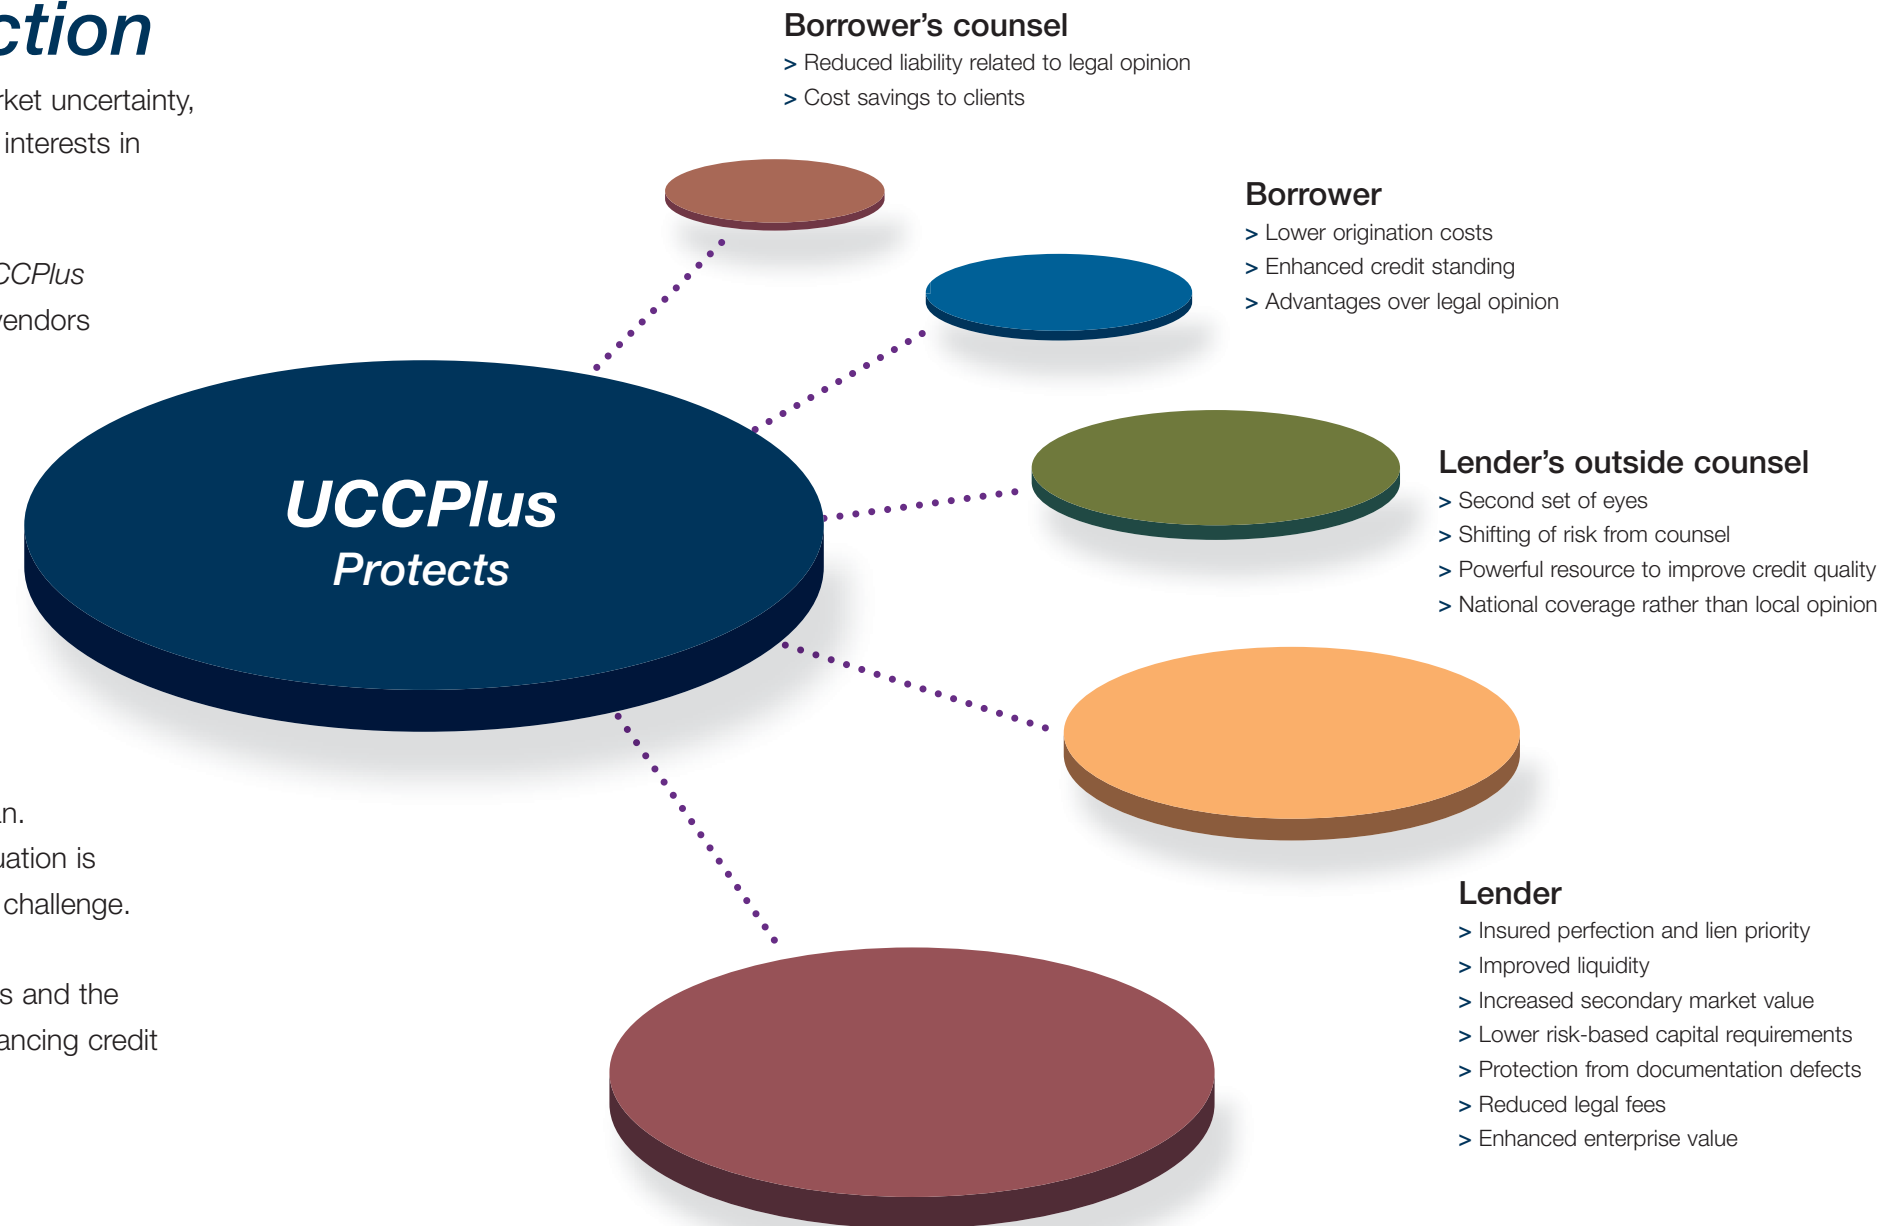 ction
rket uncertainty,
interests in
CCPlus
vendors
an.
uation is
challenge.
s and the
ancing credit
UCCPlus
Protects
Borrower’s counsel
> Reduced liability related to legal opinion
> Cost savings to clients
Borrower
> Lower origination costs
> Enhanced credit standing
> Advantages over legal opinion
Lender’s outside counsel
> Second set of eyes
> Shifting of risk from counsel
> Powerful resource to improve credit quality
> National coverage rather than local opinion
Lender
> Insured perfection and lien priority
> Improved liquidity
> Increased secondary market value
> Lower risk-based capital requirements
> Protection from documentation defects
> Reduced legal fees
> Enhanced enterprise value